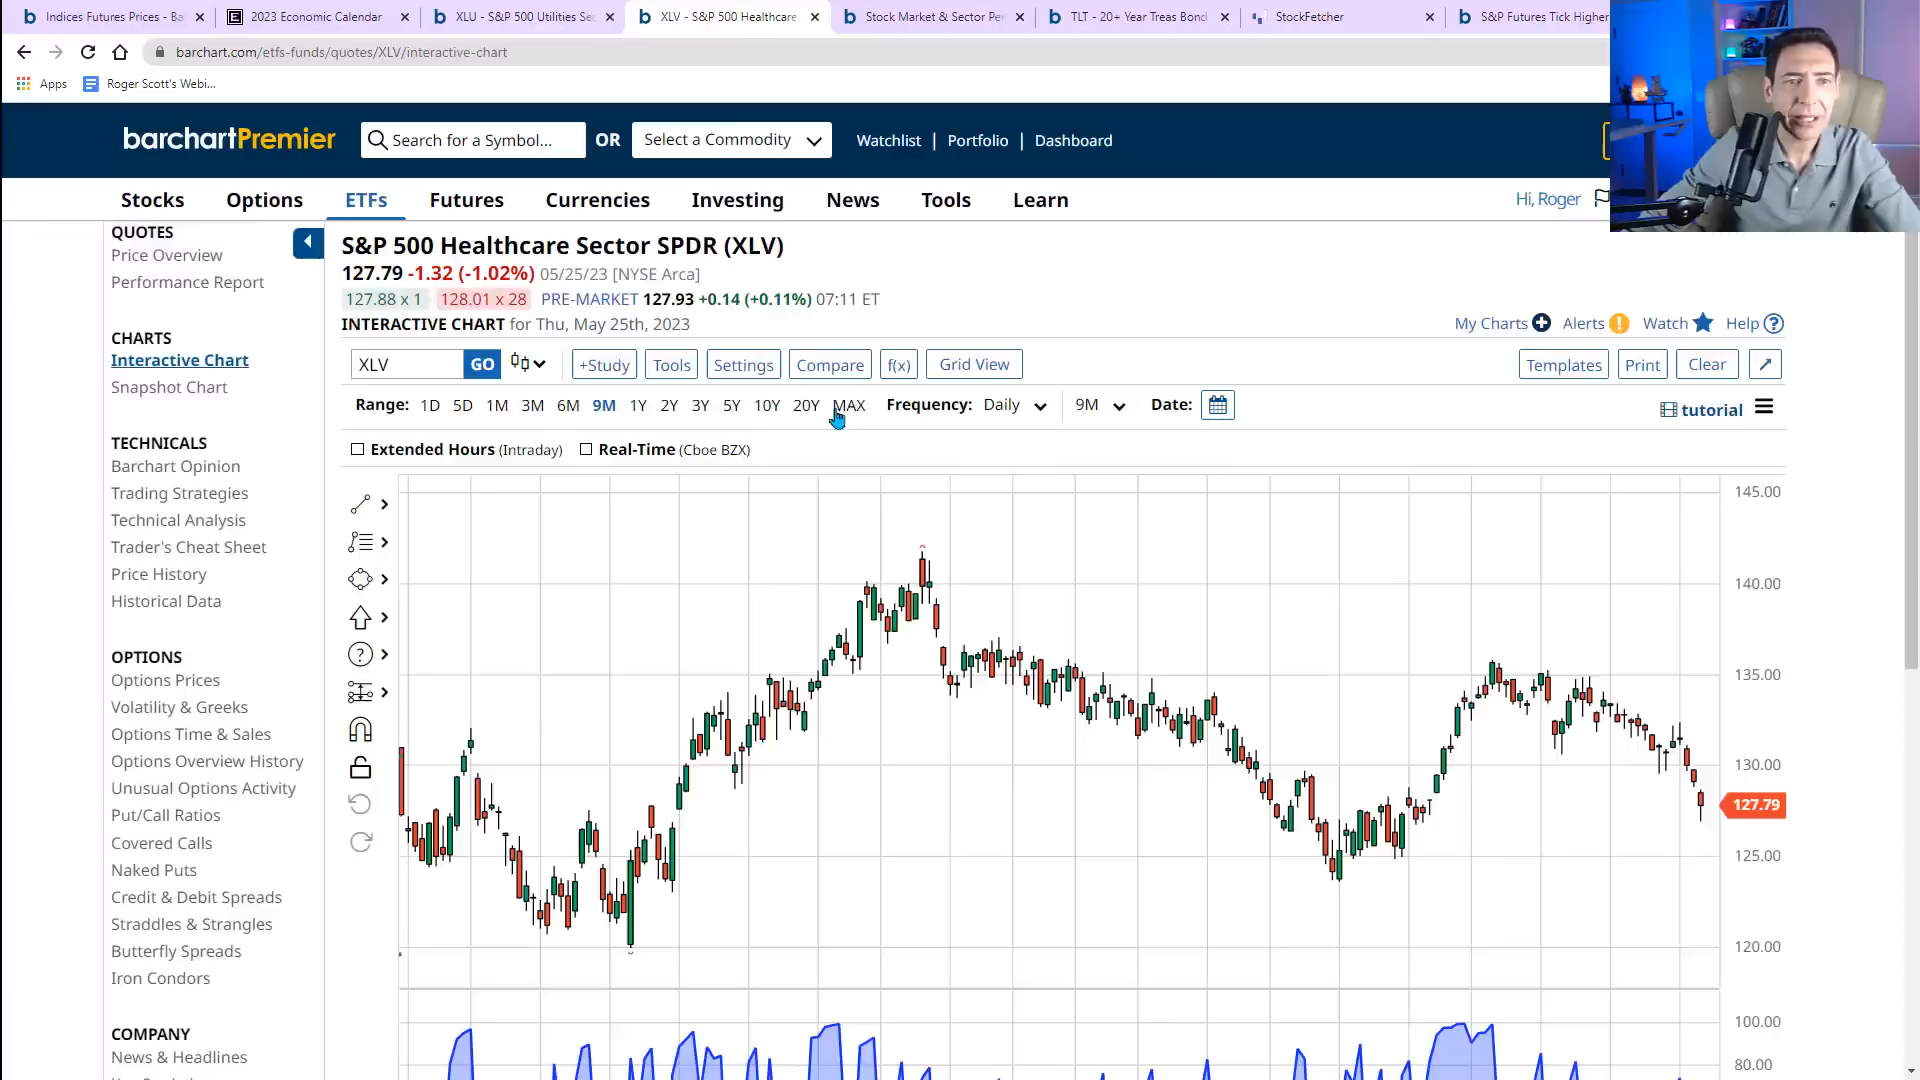 Indices Futures Prices - Ba
2023 Economic Calendar
XLU - S&P 500 Utilities Se
XLV - S&P 500 Healthcare
Stock Market & Sector Per
TLT - 20+ Year Treas Bond
StockFetcher
S&P Futures Tick Higher
barchart.com/etfs-funds/quotes/XLV/interactive-chart
Apps
Roger Scott's Webi...
barchartPremier
Search for a Symbol...
OR
Select a Commodity
Watchlist | Portfolio | Dashboard
Stocks Options ETFs Futures Currencies Investing News Tools Learn
Hi, Roger
QUOTES
Price Overview
Performance Report
CHARTS
Interactive Chart
Snapshot Chart
TECHNICALS
Barchart Opinion
Trading Strategies
Technical Analysis
Trader's Cheat Sheet
Price History
Historical Data
OPTIONS
Options Prices
Volatility & Greeks
Options Time & Sales
Options Overview History
Unusual Options Activity
Put/Call Ratios
Covered Calls
Naked Puts
Credit & Debit Spreads
Straddles & Strangles
Butterfly Spreads
Iron Condors
COMPANY
News & Headlines
S&P 500 Healthcare Sector SPDR (XLV)
127.79 -1.32 (-1.02%) 05/25/23 [NYSE Arca]
127.88 x 1 128.01 x 28 PRE-MARKET 127.93 +0.14 (+0.11%) 07:11 ET
INTERACTIVE CHART for Thu, May 25th, 2023
My Charts Alerts Watch Help
XLV GO +Study Tools Settings Compare f(x) Grid View Templates Print Clear
Range: 1D 5D 1M 3M 6M 9M 1Y 2Y 3Y 5Y 10Y 20Y MAX Frequency: Daily 9M Date: tutorial
Extended Hours (Intraday) Real-Time (Cboe BZX)
145.00
140.00
135.00
130.00
127.79
125.00
120.00
100.00
80.00